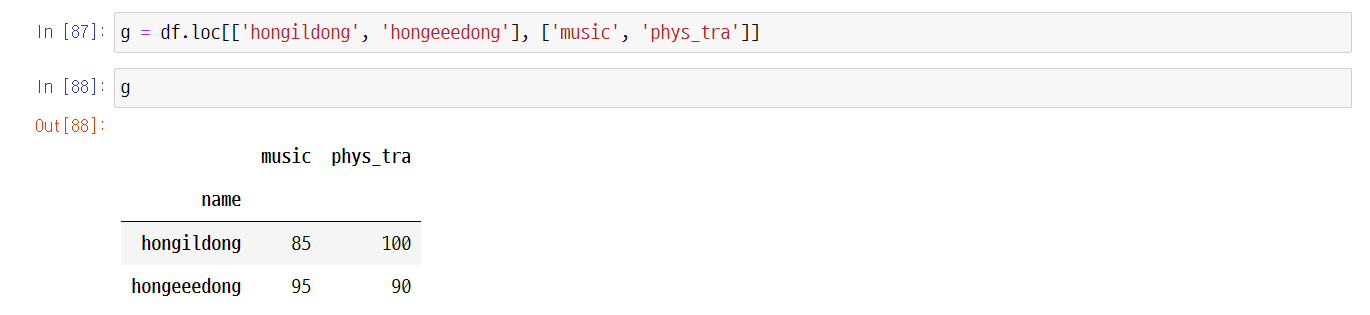 In [87]: g = df.loc[['hongildong', 'hongeeedong'], ['music', 'phys_tra']]
In [88]: g
Out[88]:
music phys_tra
name
hongildong 85 100
hongeeedong 95 90